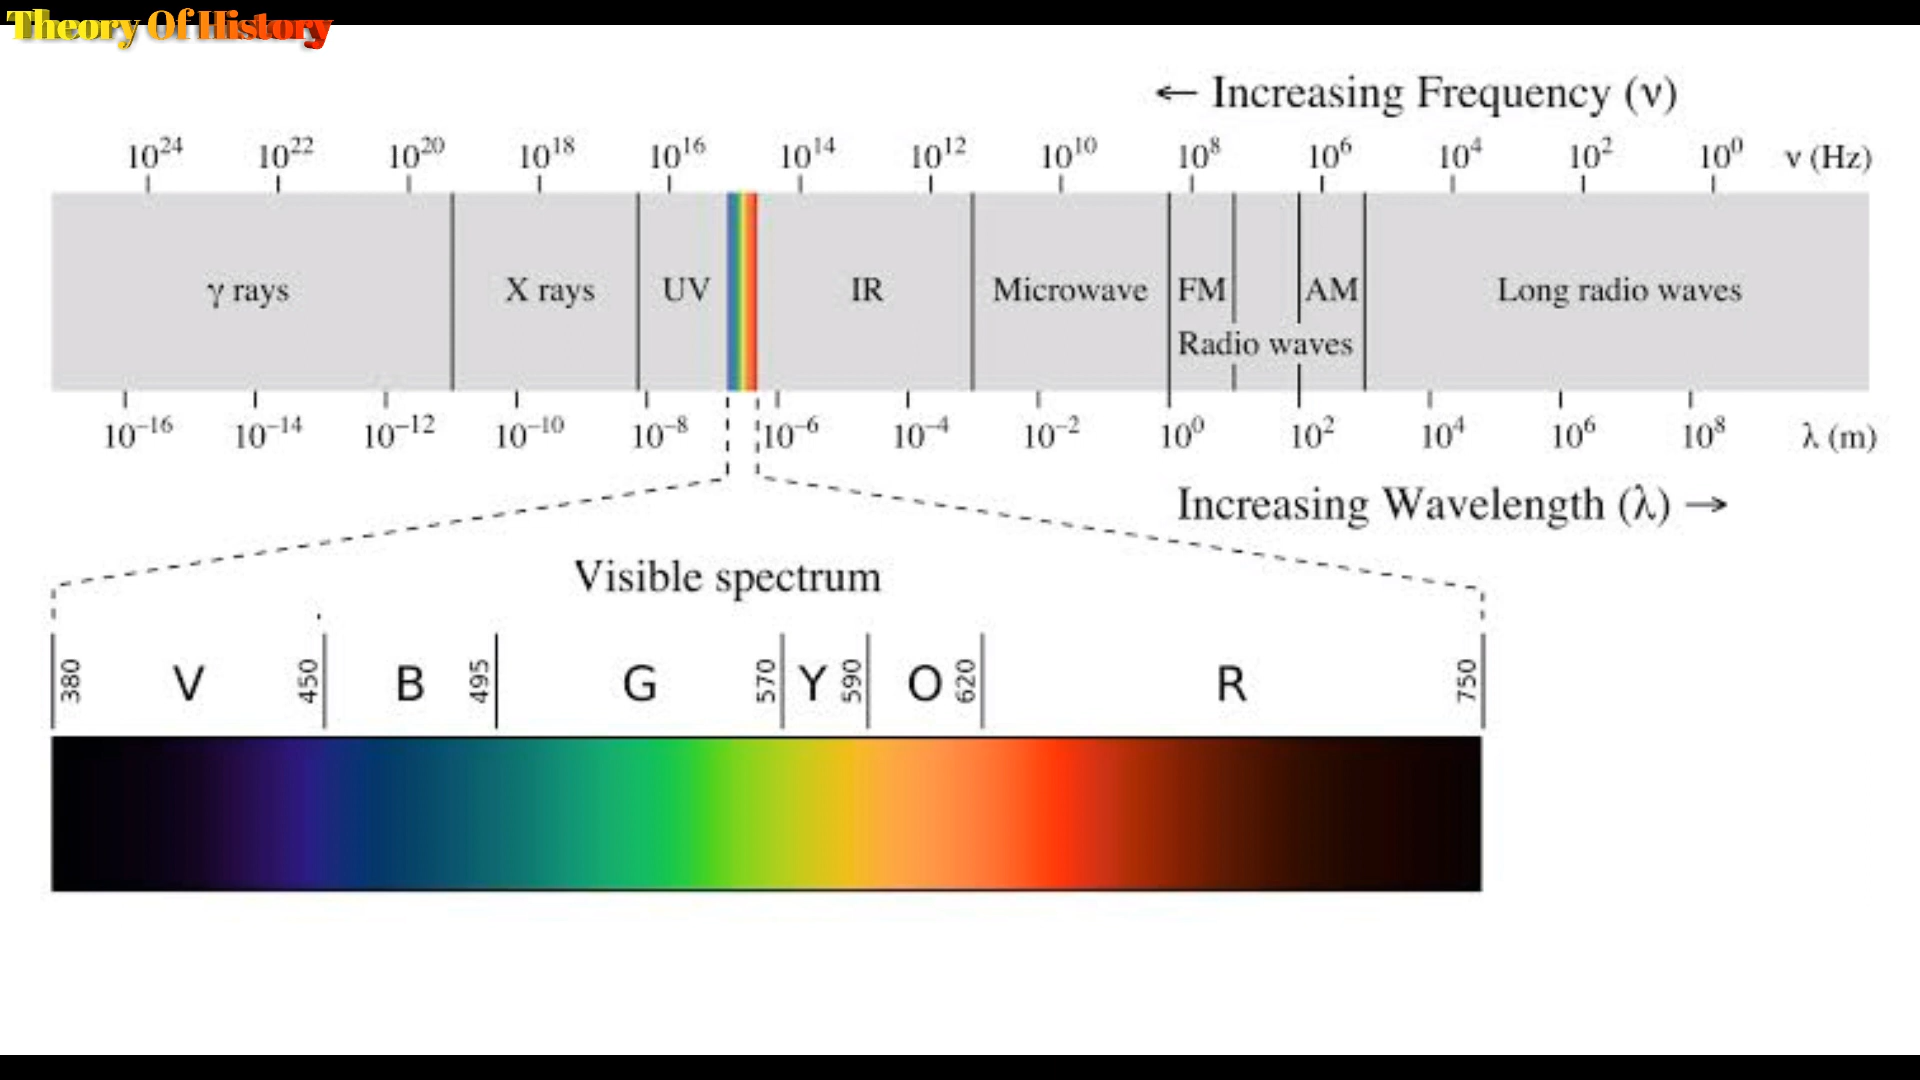 Theory Of History
← Increasing Frequency (ν)
10²⁴ 10²² 10²⁰ 10¹⁸ 10¹⁶ 10¹⁴ 10¹² 10¹⁰ 10⁸ 10⁶ 10⁴ 10² 10⁰ ν (Hz)
γ rays X rays UV IR Microwave FM AM Long radio waves
Radio waves
10⁻¹⁶ 10⁻¹⁴ 10⁻¹² 10⁻¹⁰ 10⁻⁸ 10⁻⁶ 10⁻⁴ 10⁻² 10⁰ 10² 10⁴ 10⁶ 10⁸ λ (m)
Increasing Wavelength (λ) →
Visible spectrum
380 V 450 B 495 G 570 Y 590 O 620 R 750